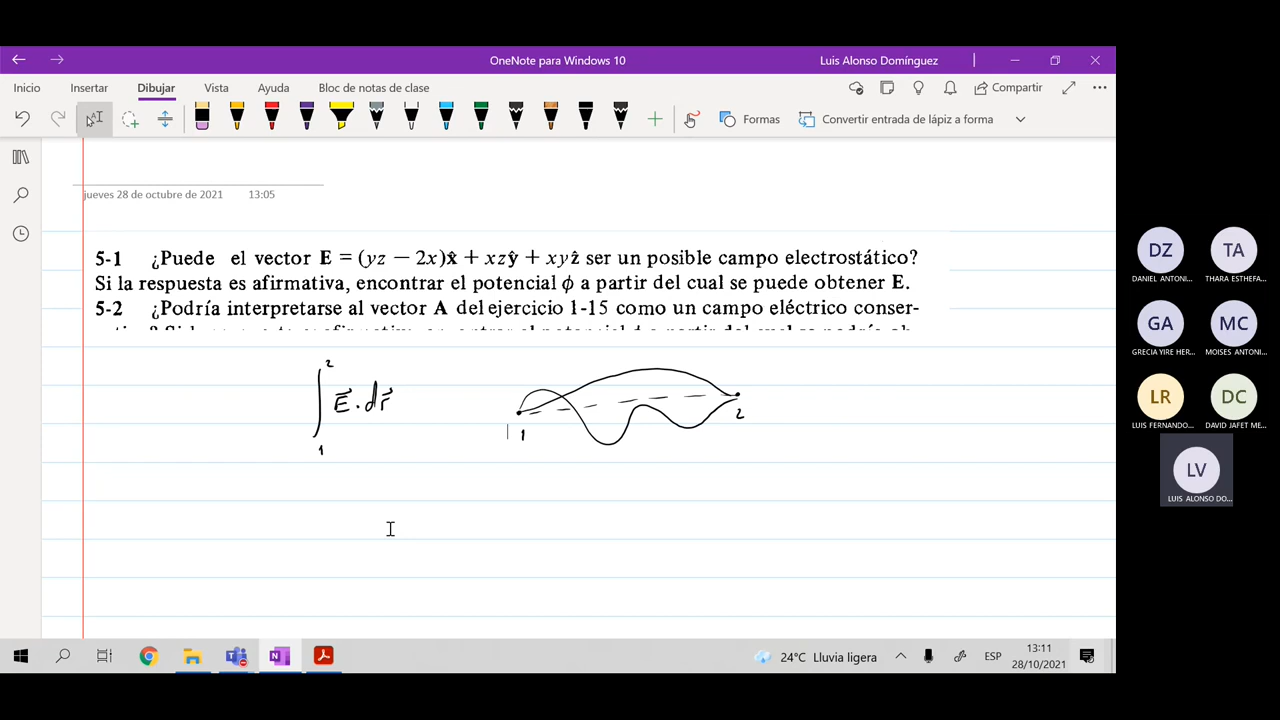 OneNote para Windows 10
Luis Alonso Domínguez
Inicio Insertar Dibujar Vista Ayuda Bloc de notas de clase
Compartir
Formas Convertir entrada de lápiz a forma
jueves 28 de octubre de 2021 13:05
5-1 ¿Puede el vector E = (yz − 2x)x̂ + xzŷ + xyẑ ser un posible campo electrostático?
Si la respuesta es afirmativa, encontrar el potencial ϕ a partir del cual se puede obtener E.
5-2 ¿Podría interpretarse al vector A del ejercicio 1-15 como un campo eléctrico conser-
2
∫ E⃗ · dr⃗
1
1 2
DZ TA
DANIEL ANTONI... THARA ESTHEFA...
GA MC
GRECIA YIRE HER... MOISES ANTONI...
LR DC
LUIS FERNANDO... DAVID JAFET ME...
LV
LUIS ALONSO DO...
24°C Lluvia ligera ESP 13:11
28/10/2021